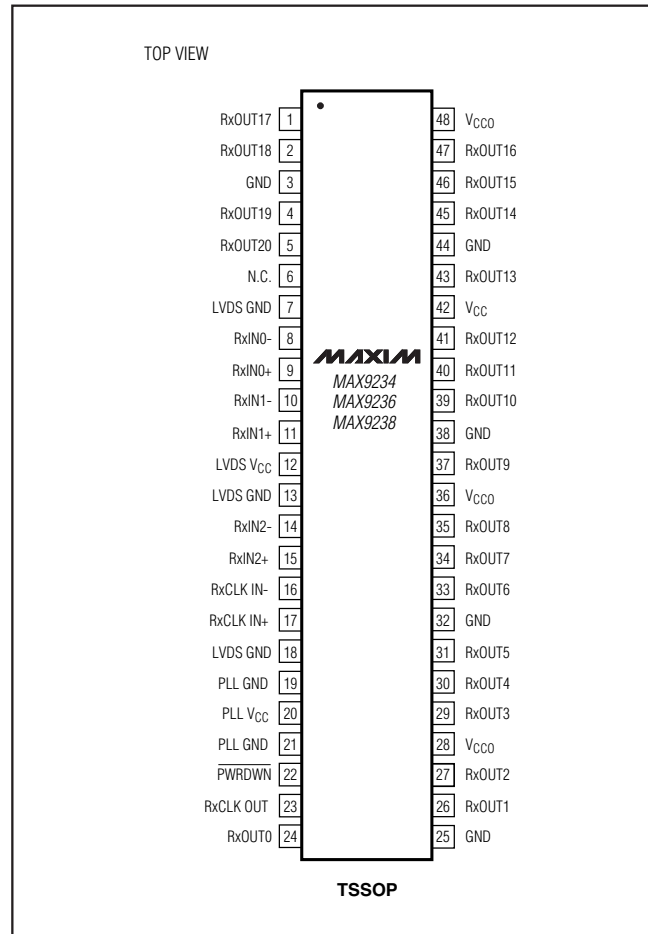 TOP VIEW
RxOUT17 1 48 VCCO
RxOUT18 2 47 RxOUT16
GND 3 46 RxOUT15
RxOUT19 4 45 RxOUT14
RxOUT20 5 44 GND
N.C. 6 43 RxOUT13
LVDS GND 7 42 VCC
RxIN0- 8 41 RxOUT12
RxIN0+ 9 40 RxOUT11
RxIN1- 10 39 RxOUT10
RxIN1+ 11 38 GND
LVDS VCC 12 37 RxOUT9
LVDS GND 13 36 VCCO
RxIN2- 14 35 RxOUT8
RxIN2+ 15 34 RxOUT7
RxCLK IN- 16 33 RxOUT6
RxCLK IN+ 17 32 GND
LVDS GND 18 31 RxOUT5
PLL GND 19 30 RxOUT4
PLL VCC 20 29 RxOUT3
PLL GND 21 28 VCCO
PWRDWN 22 27 RxOUT2
RxCLK OUT 23 26 RxOUT1
RxOUT0 24 25 GND
MAXIM
MAX9234
MAX9236
MAX9238
TSSOP